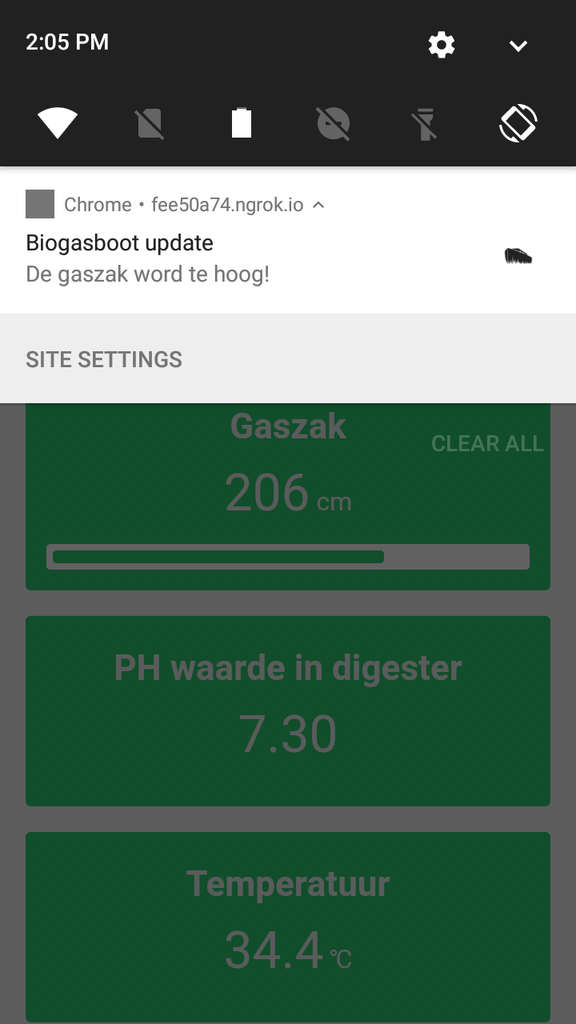 2:05 PM
Chrome • fee50a74.ngrok.io
Biogasboot update
De gaszak word te hoog!
SITE SETTINGS
Gaszak
CLEAR ALL
206 cm
PH waarde in digester
7.30
Temperatuur
34.4 °C